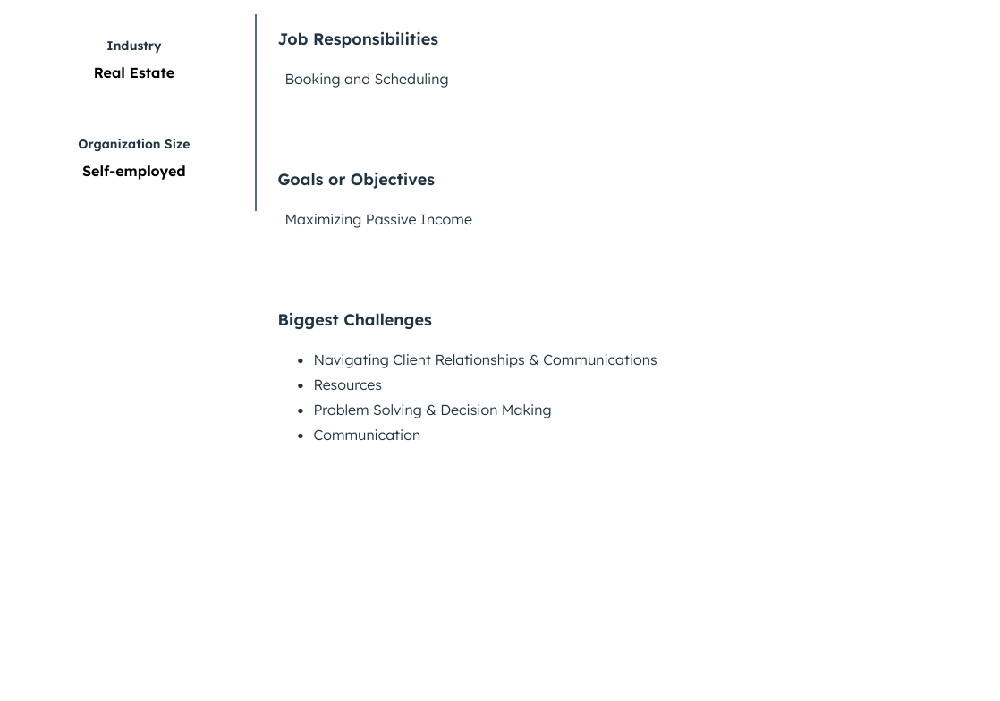 Industry
Real Estate
Organization Size
Self-employed
Job Responsibilities
Booking and Scheduling
Goals or Objectives
Maximizing Passive Income
Biggest Challenges
• Navigating Client Relationships & Communications
• Resources
• Problem Solving & Decision Making
• Communication